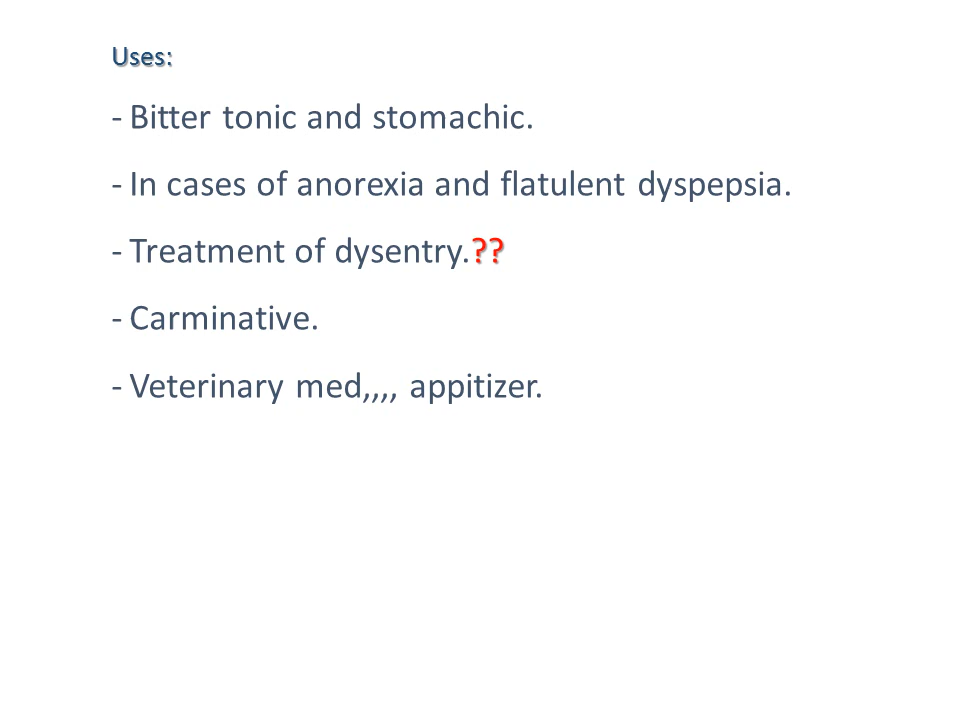 Uses:
- Bitter tonic and stomachic.
- In cases of anorexia and flatulent dyspepsia.
- Treatment of dysentry.??
- Carminative.
- Veterinary med,,,, appitizer.